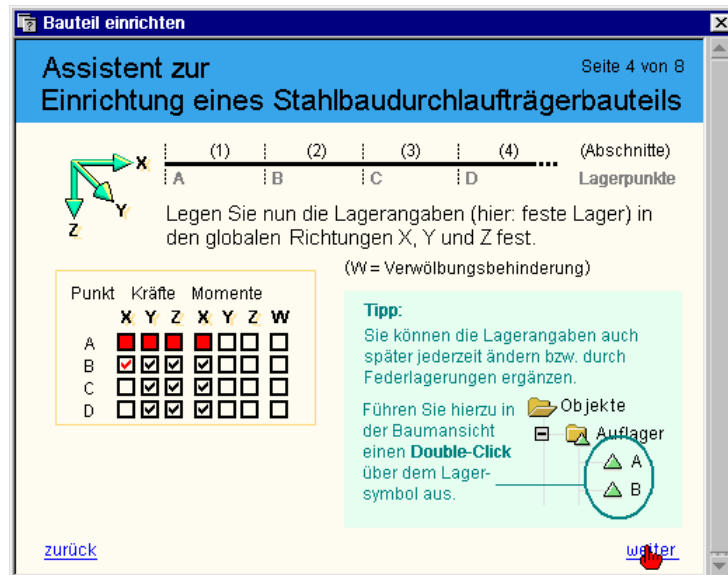 Bauteil einrichten
Assistent zur
Seite 4 von 8
Einrichtung eines Stahlbaudurchlaufträgerbauteils
X
Y
Z
(1) (2) (3) (4) (Abschnitte)
A B C D Lagerpunkte
Legen Sie nun die Lagerangaben (hier: feste Lager) in
den globalen Richtungen X, Y und Z fest.
(W = Verwölbungsbehinderung)
Punkt Kräfte Momente
X Y Z X Y Z W
A
B
C
D
Tipp:
Sie können die Lagerangaben auch
später jederzeit ändern bzw. durch
Federlagerungen ergänzen.
Führen Sie hierzu in
der Baumansicht
einen Double-Click
über dem Lager-
symbol aus.
Objekte
Auflager
A
B
zurück
weiter